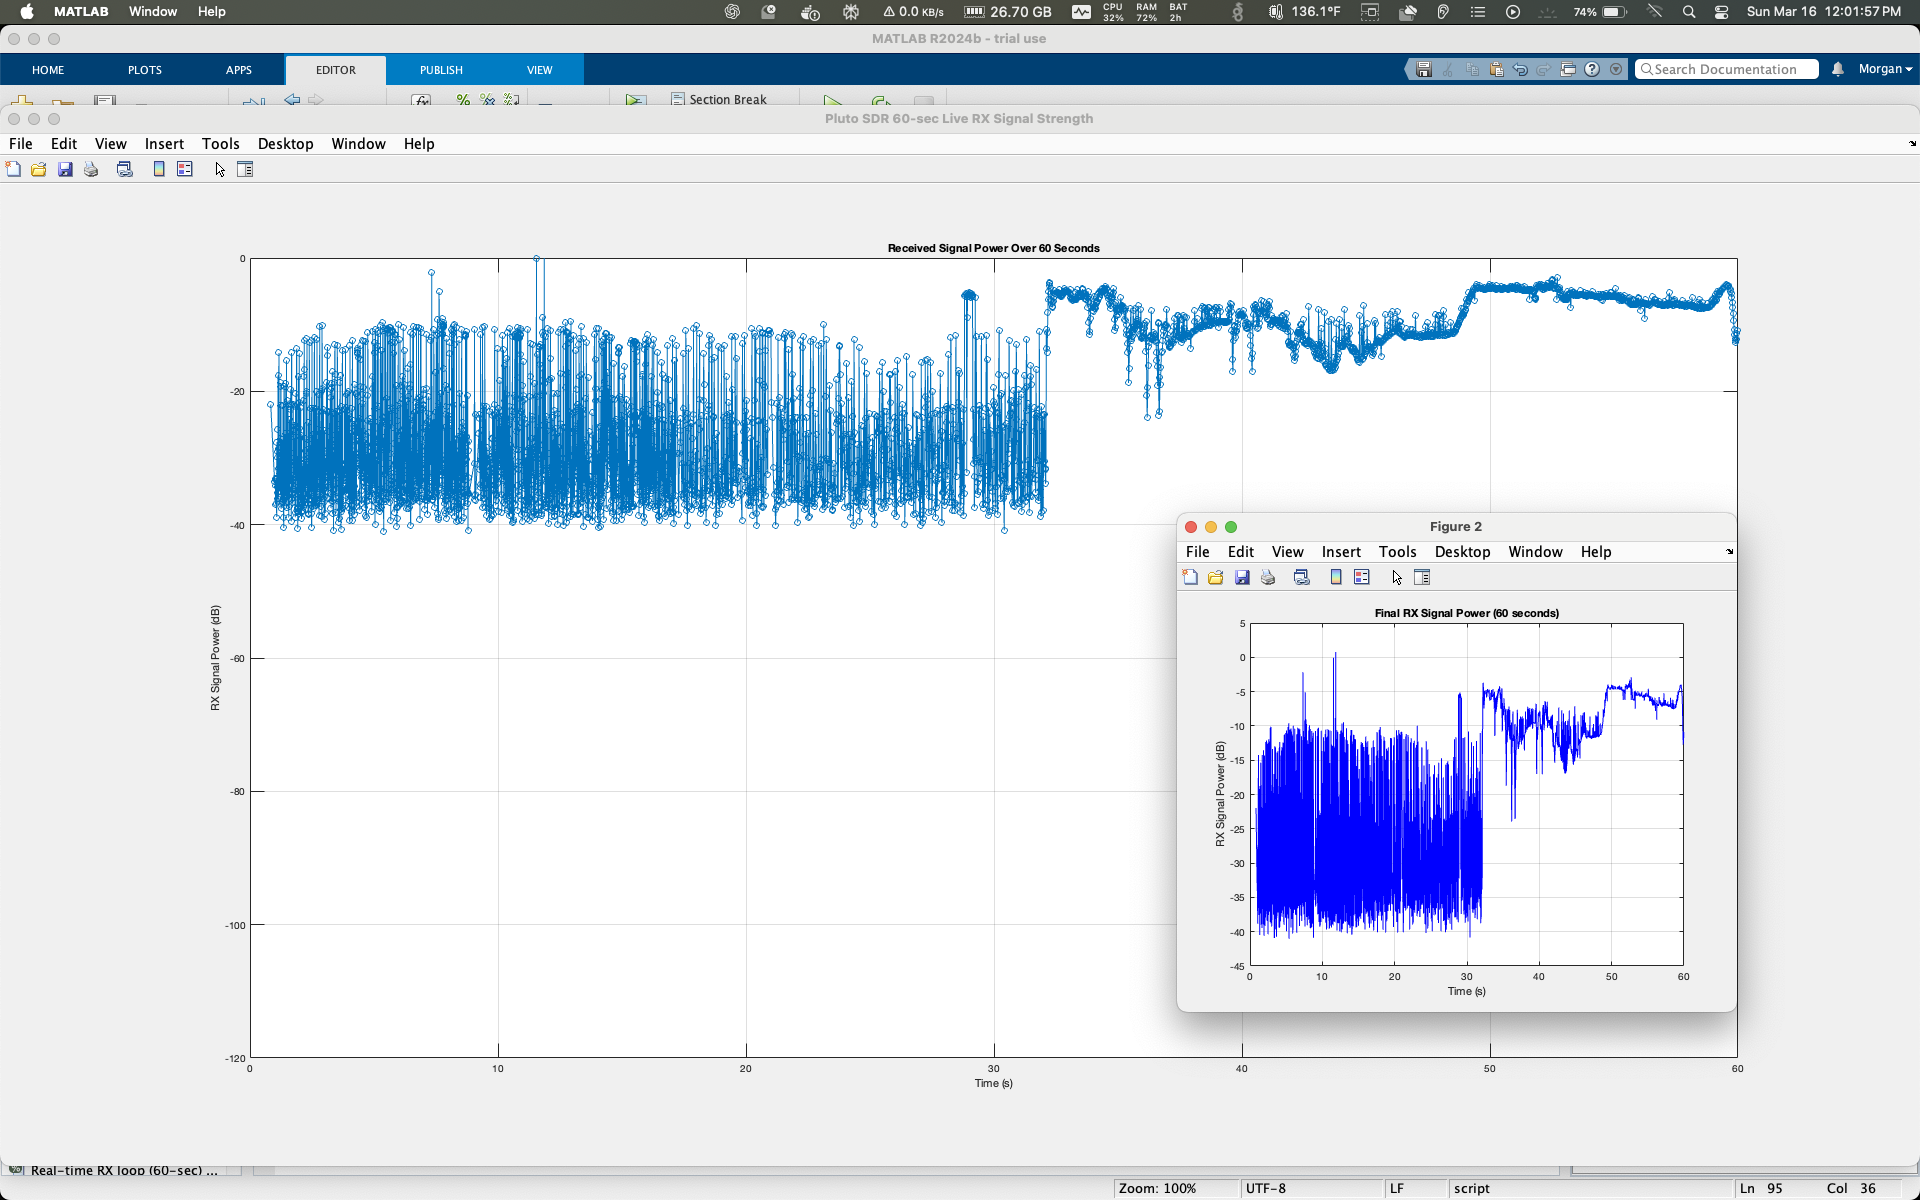 MATLAB Window Help 0.0 KB/s 26.70 GB CPU 32% RAM 72% BAT 2h 136.1°F 74% Sun Mar 16 12:01:57 PM
MATLAB R2024b - trial use
HOME PLOTS APPS EDITOR PUBLISH VIEW Search Documentation Morgan
Section Break
Pluto SDR 60-sec Live RX Signal Strength
File Edit View Insert Tools Desktop Window Help
Received Signal Power Over 60 Seconds
0
-20
-40
-60
-80
-100
-120
RX Signal Power (dB)
0 10 20 30 40 50 60
Time (s)
Figure 2
File Edit View Insert Tools Desktop Window Help
Final RX Signal Power (60 seconds)
5
0
-5
-10
-15
-20
-25
-30
-35
-40
-45
RX Signal Power (dB)
0 10 20 30 40 50 60
Time (s)
Real-time RX loop (60-sec) ...
Zoom: 100% UTF-8 LF script Ln 95 Col 36